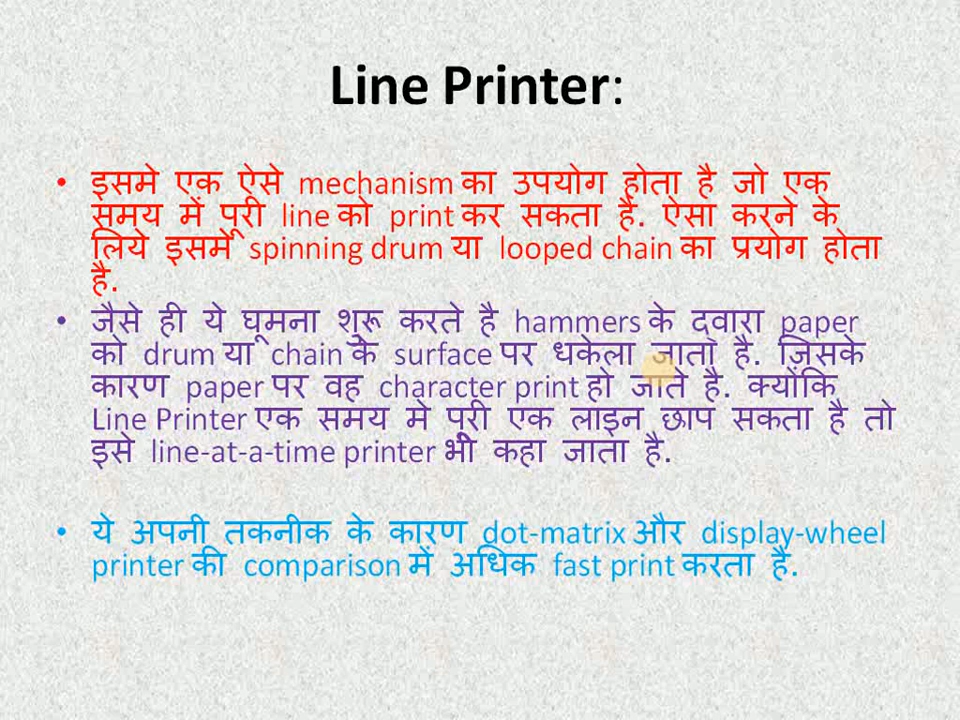 Line Printer:
• इसमे एक ऐसे mechanism का उपयोग होता है जो एक
समय में पूरी line को print कर सकता है. ऐसा करने के
लिये इसमें spinning drum या looped chain का प्रयोग होता
है.
• जैसे ही ये घूमना शुरू करते है hammers के द्वारा paper
को drum या chain के surface पर धकेला जाता है. जिसके
कारण paper पर वह character print हो जाते है. क्योंकि
Line Printer एक समय मे पूरी एक लाइन छाप सकता है तो
इसे line-at-a-time printer भी कहा जाता है.
• ये अपनी तकनीक के कारण dot-matrix और display-wheel
printer की comparison में अधिक fast print करता है.